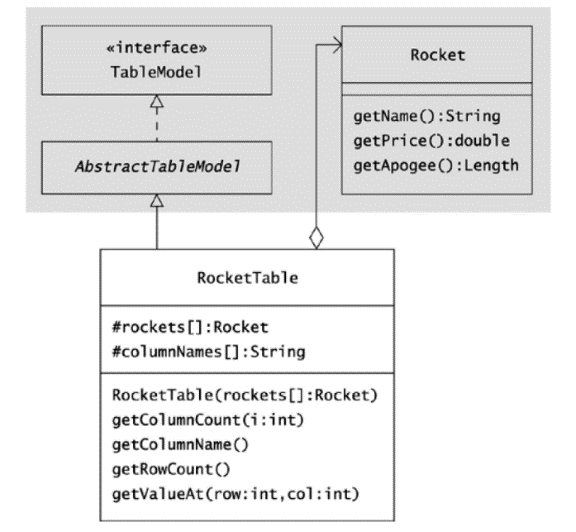 «interface»
TableModel
AbstractTableModel
Rocket
getName():String
getPrice():double
getApogee():Length
RocketTable
#rockets[]:Rocket
#columnNames[]:String
RocketTable(rockets[]:Rocket)
getColumnCount(i:int)
getColumnName()
getRowCount()
getValueAt(row:int,col:int)